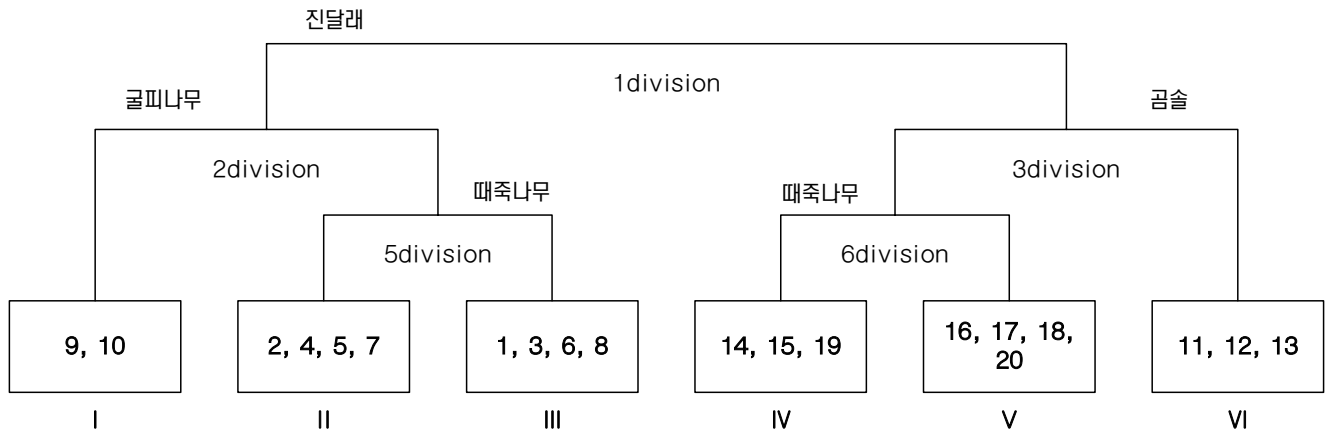 진달래
1division
굴피나무
곰솔
2division
3division
때죽나무
때죽나무
5division
6division
9, 10
2, 4, 5, 7
1, 3, 6, 8
14, 15, 19
16, 17, 18,
20
11, 12, 13
I
II
III
IV
V
VI